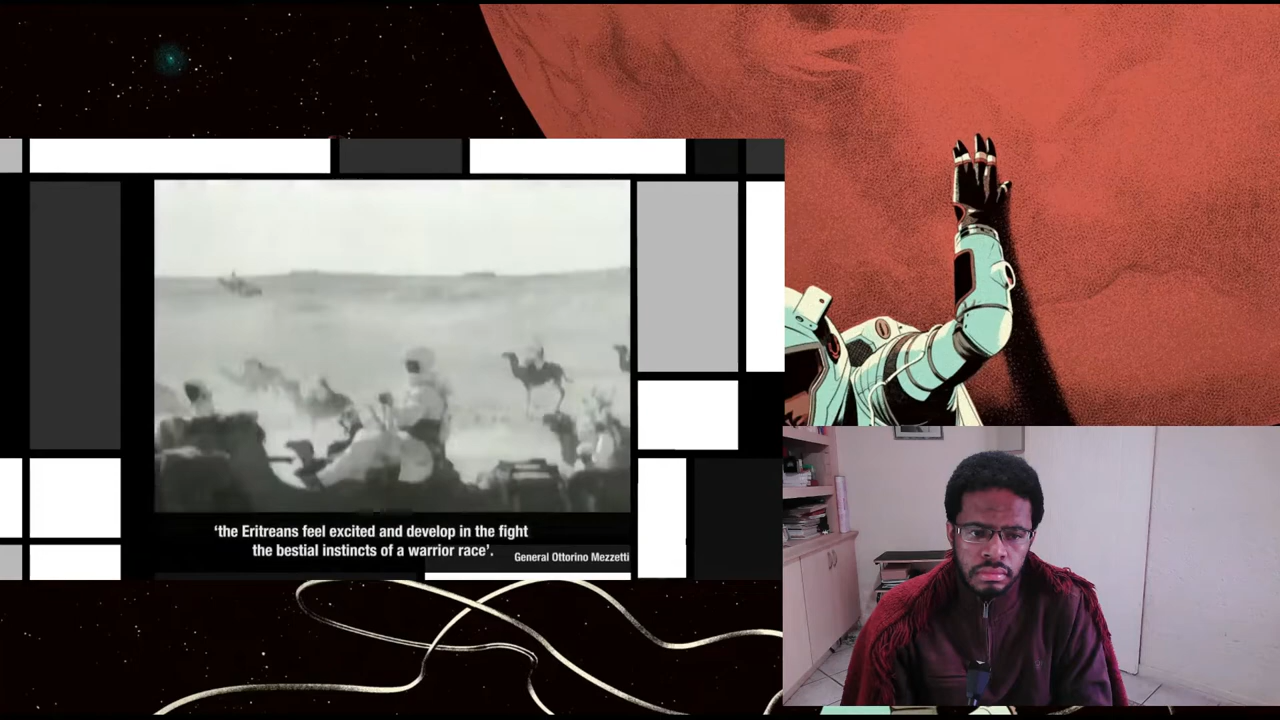 ‘the Eritreans feel excited and develop in the fight
the bestial instincts of a warrior race’.
General Ottorino Mezzetti